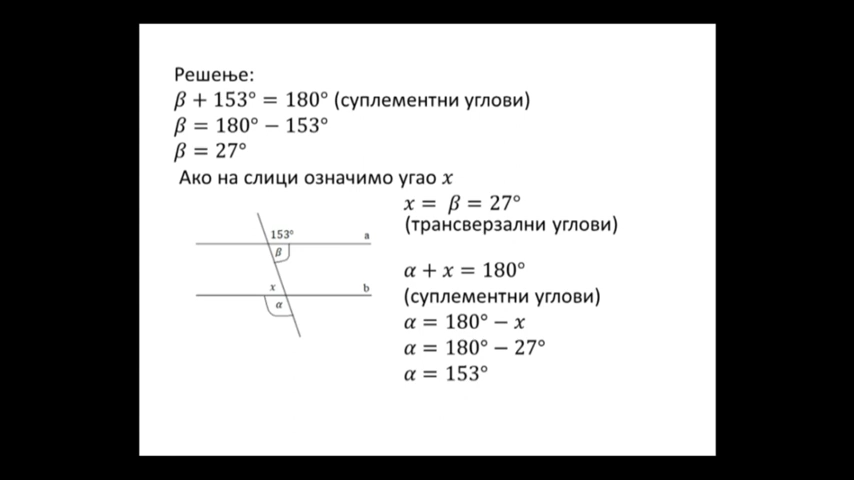 Решење:
𝛽 + 153° = 180° (суплементни углови)
𝛽 = 180° − 153°
𝛽 = 27°
Ако на слици означимо угао 𝑥
𝑥 = 𝛽 = 27°
(трансверзални углови)
153°
a
β
x
b
α
𝛼 + 𝑥 = 180°
(суплементни углови)
𝛼 = 180° − 𝑥
𝛼 = 180° − 27°
𝛼 = 153°